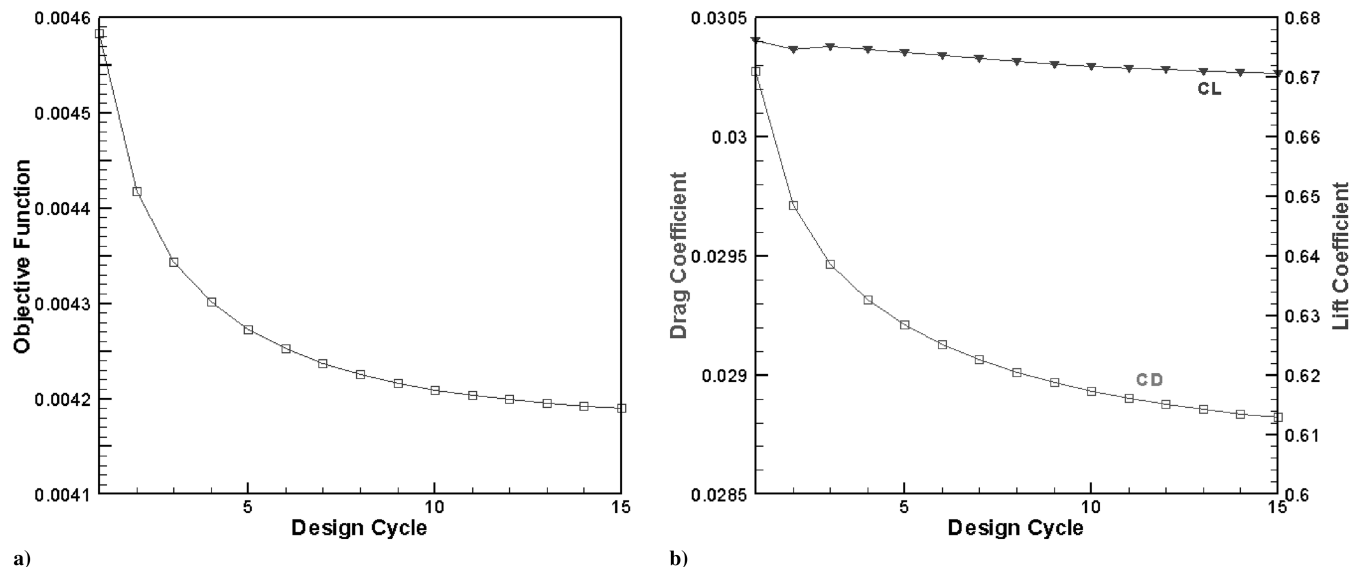 0.0046
0.0045
0.0044
0.0043
0.0042
0.0041
Objective Function
5
10
15
Design Cycle
a)
0.0305
0.03
0.0295
0.029
0.0285
Drag Coefficient
CL
CD
0.68
0.67
0.66
0.65
0.64
0.63
0.62
0.61
0.6
Lift Coefficient
5
10
15
Design Cycle
b)